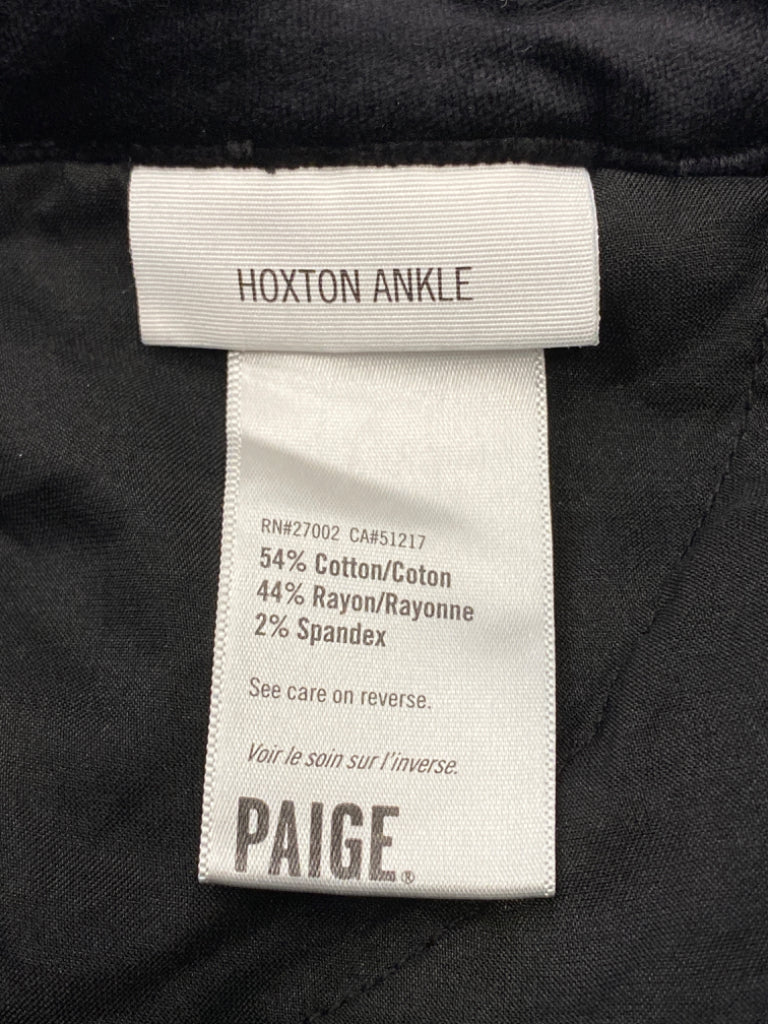 HOXTON ANKLE
RN#27002 CA#51217
54% Cotton/Coton
44% Rayon/Rayonne
2% Spandex
See care on reverse.
Voir le soin sur l'inverse.
PAIGE®